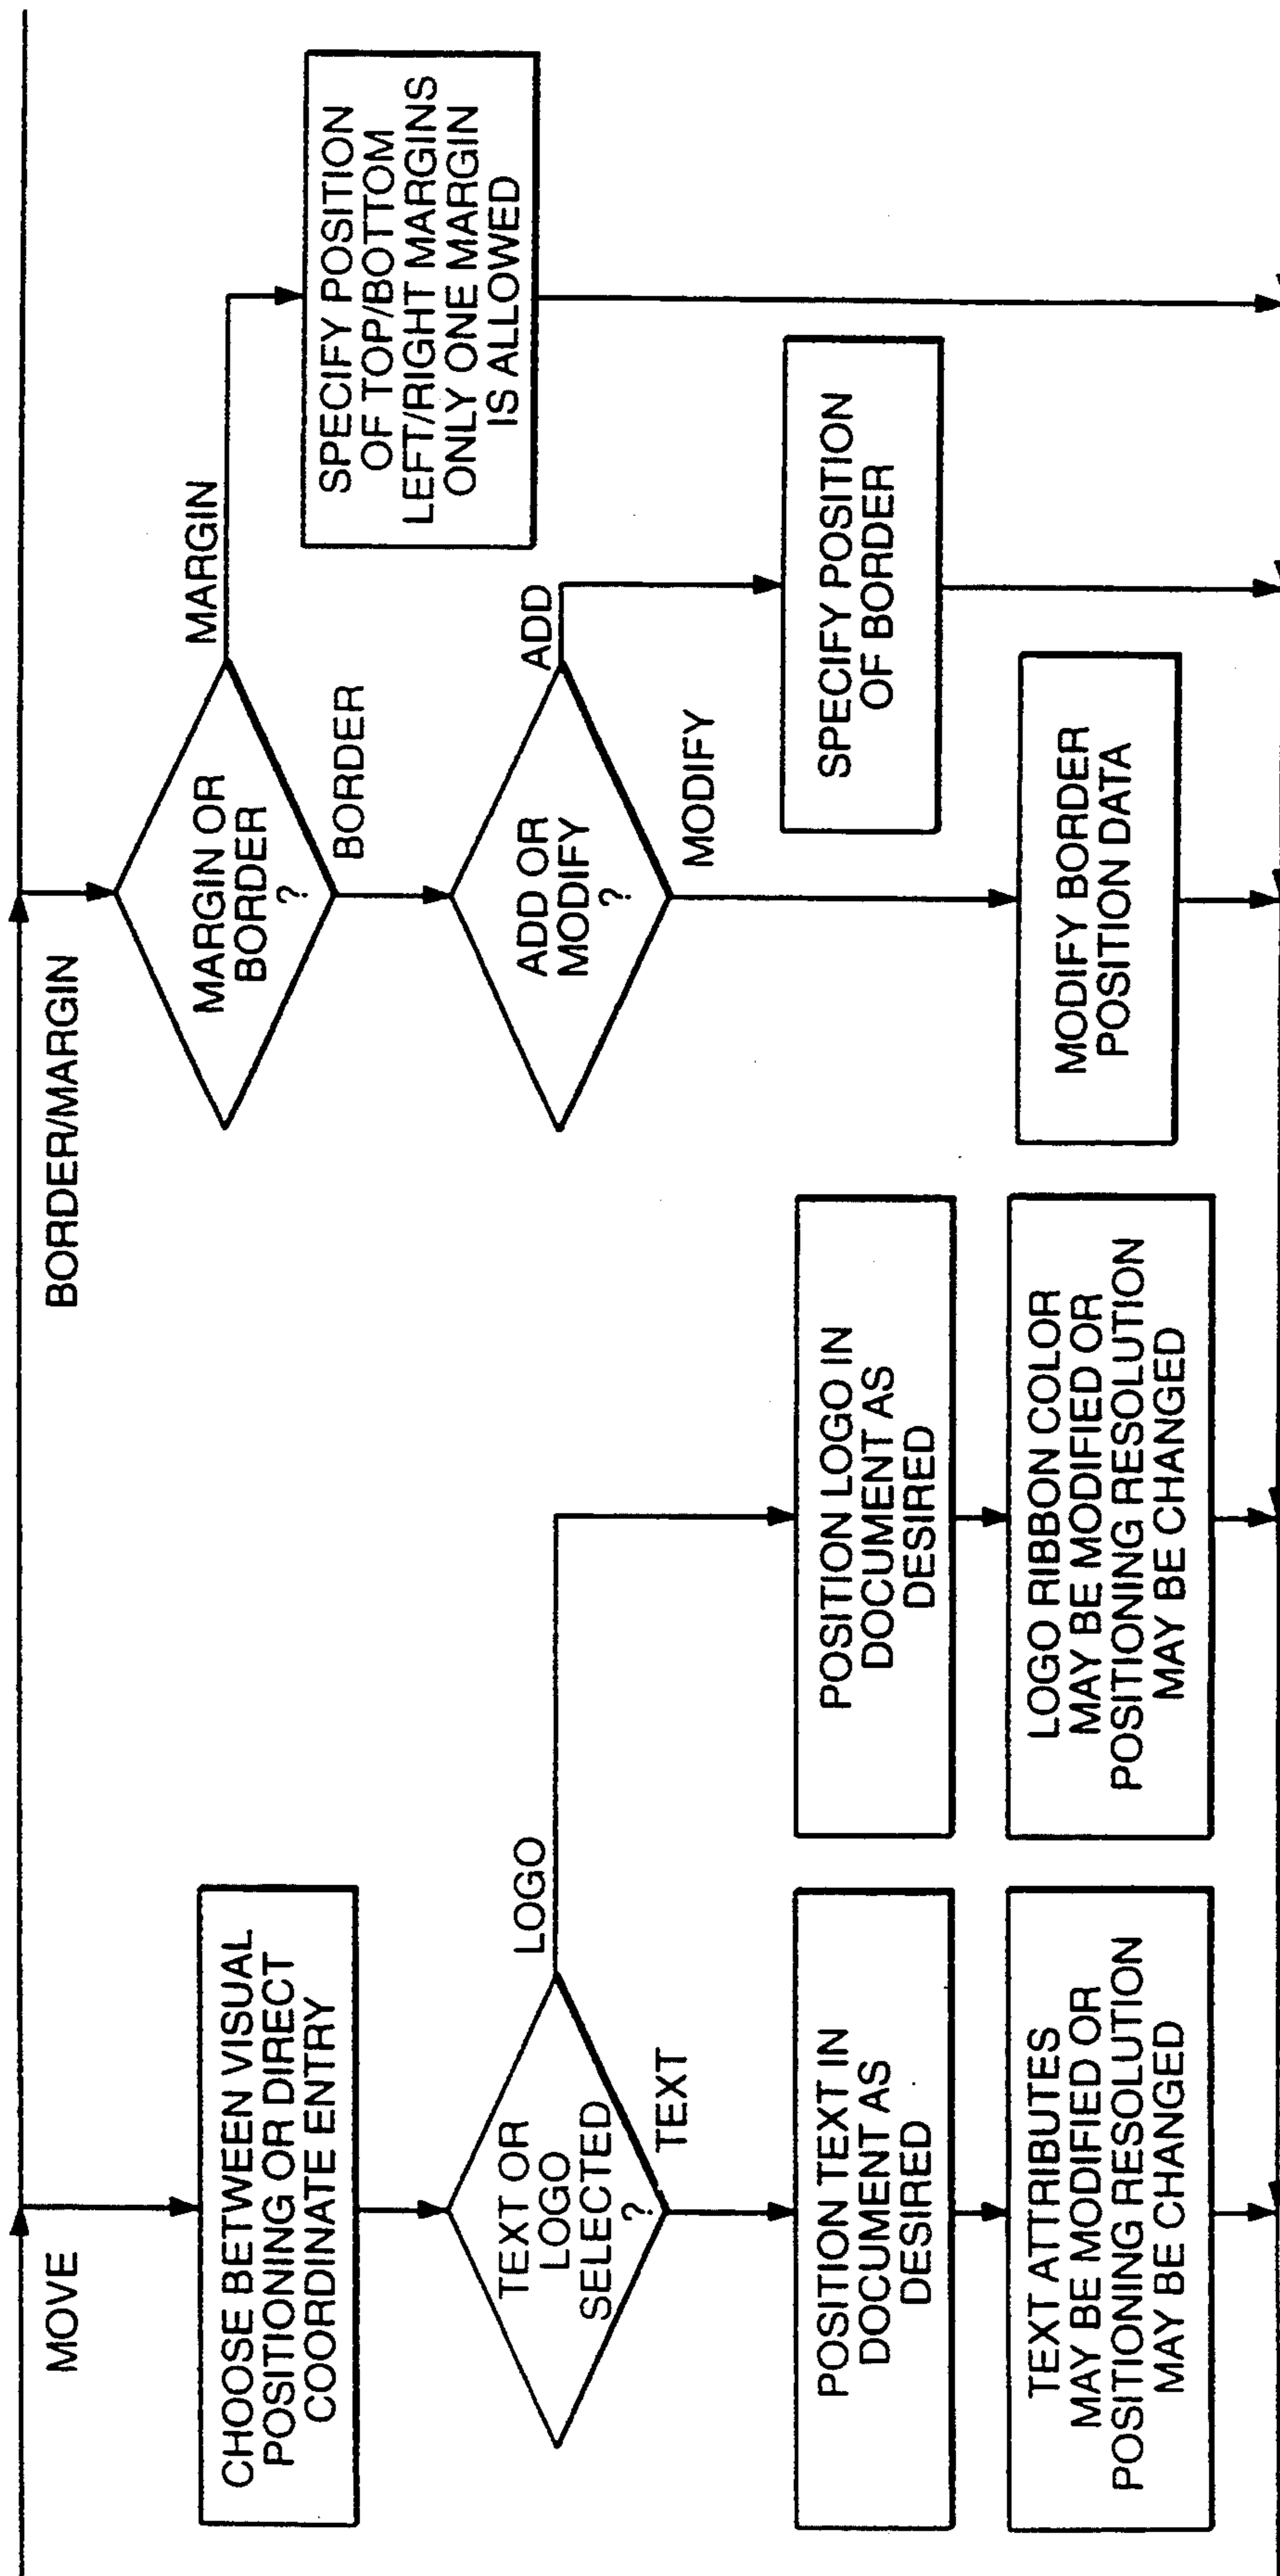 MOVE
CHOOSE BETWEEN VISUAL
POSITIONING OR DIRECT
COORDINATE ENTRY
TEXT OR
LOGO
SELECTED
?
LOGO
TEXT
POSITION TEXT IN
DOCUMENT AS
DESIRED
TEXT ATTRIBUTES
MAY BE MODIFIED OR
POSITIONING RESOLUTION
MAY BE CHANGED
POSITION LOGO IN
DOCUMENT AS
DESIRED
LOGO RIBBON COLOR
MAY BE MODIFIED OR
POSITIONING RESOLUTION
MAY BE CHANGED
BORDER/MARGIN
MARGIN OR
BORDER
?
MARGIN
BORDER
SPECIFY POSITION
OF TOP/BOTTOM
LEFT/RIGHT MARGINS
ONLY ONE MARGIN
IS ALLOWED
ADD OR
MODIFY
?
ADD
MODIFY
SPECIFY POSITION
OF BORDER
MODIFY BORDER
POSITION DATA